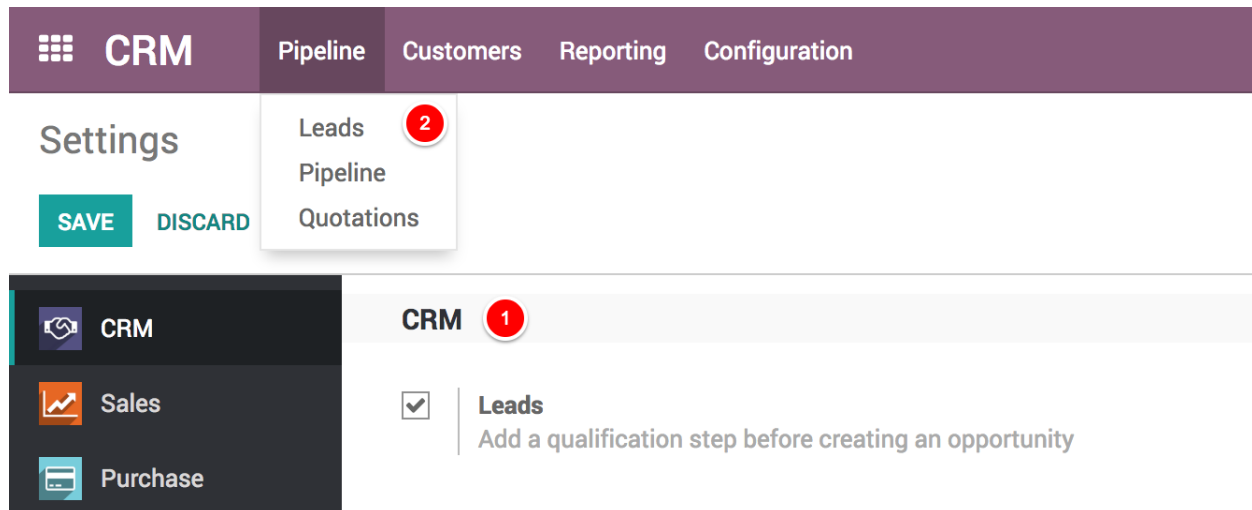 CRM Pipeline Customers Reporting Configuration
Settings
Leads 2
Pipeline
Quotations
SAVE DISCARD
CRM
Sales
Purchase
CRM 1
Leads
Add a qualification step before creating an opportunity